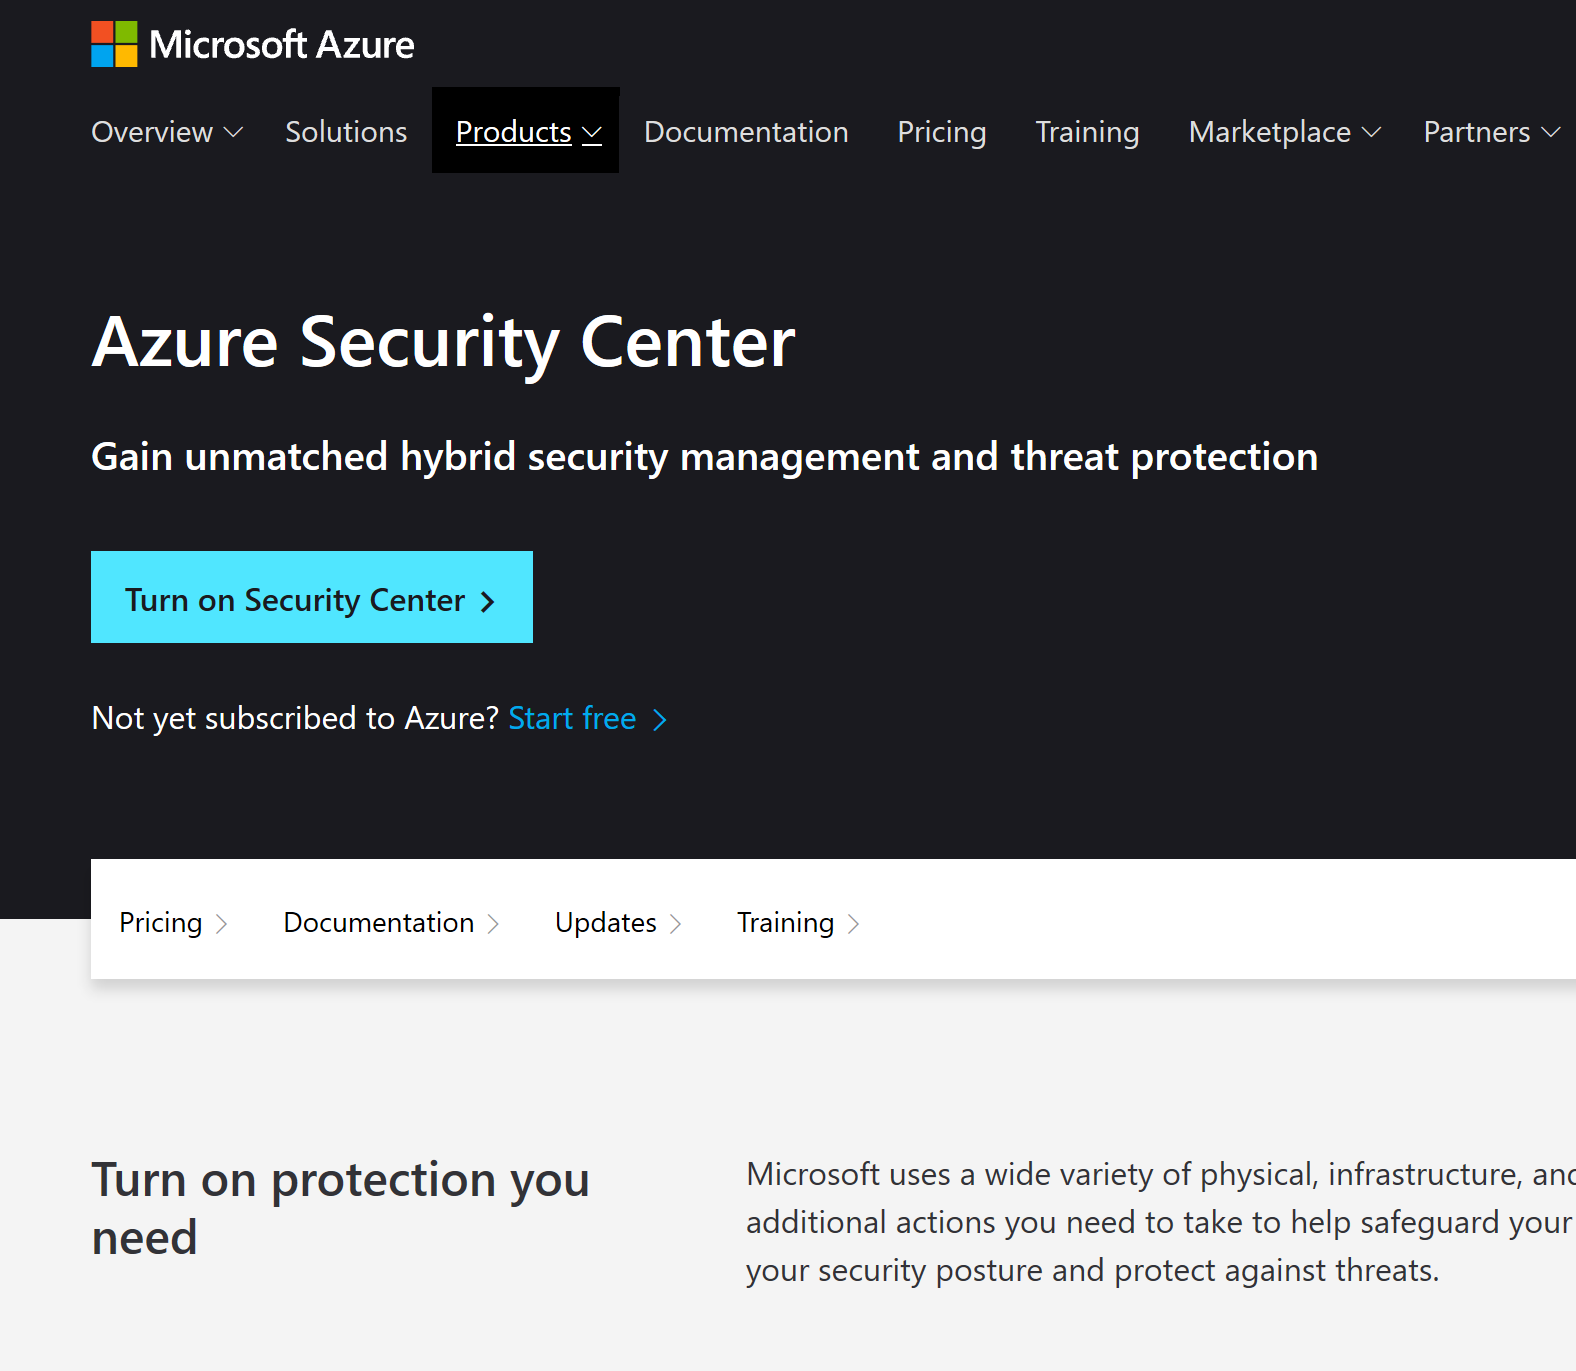 Microsoft Azure
Overview Solutions Products Documentation Pricing Training Marketplace Partners
Azure Security Center
Gain unmatched hybrid security management and threat protection
Turn on Security Center
Not yet subscribed to Azure? Start free
Pricing Documentation Updates Training
Turn on protection you
need
Microsoft uses a wide variety of physical, infrastructure,
additional actions you need to take to help safeguard your
your security posture and protect against threats.